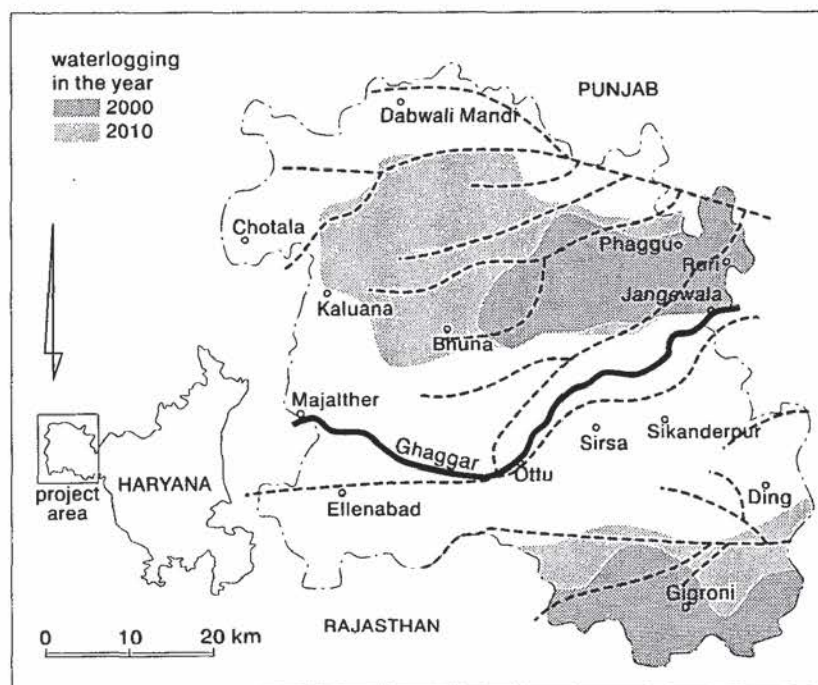 waterlogging
in the year
2000
2010
PUNJAB
Dabwali Mandi
Chotala
Phaggu
Rori
Jangewala
Kaluana
Bhuna
Majalther
Ghaggar
Sirsa
Sikanderpur
Ottu
HARYANA
project
area
Ellenabad
Ding
Gigroni
RAJASTHAN
0 10 20 km